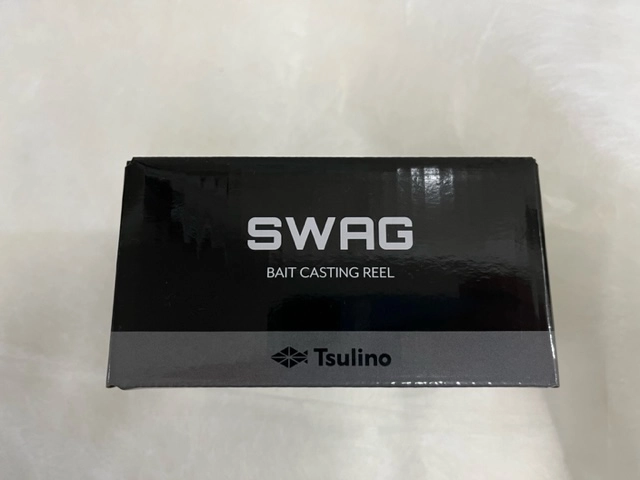 SWAG
BAIT CASTING REEL
Tsulino